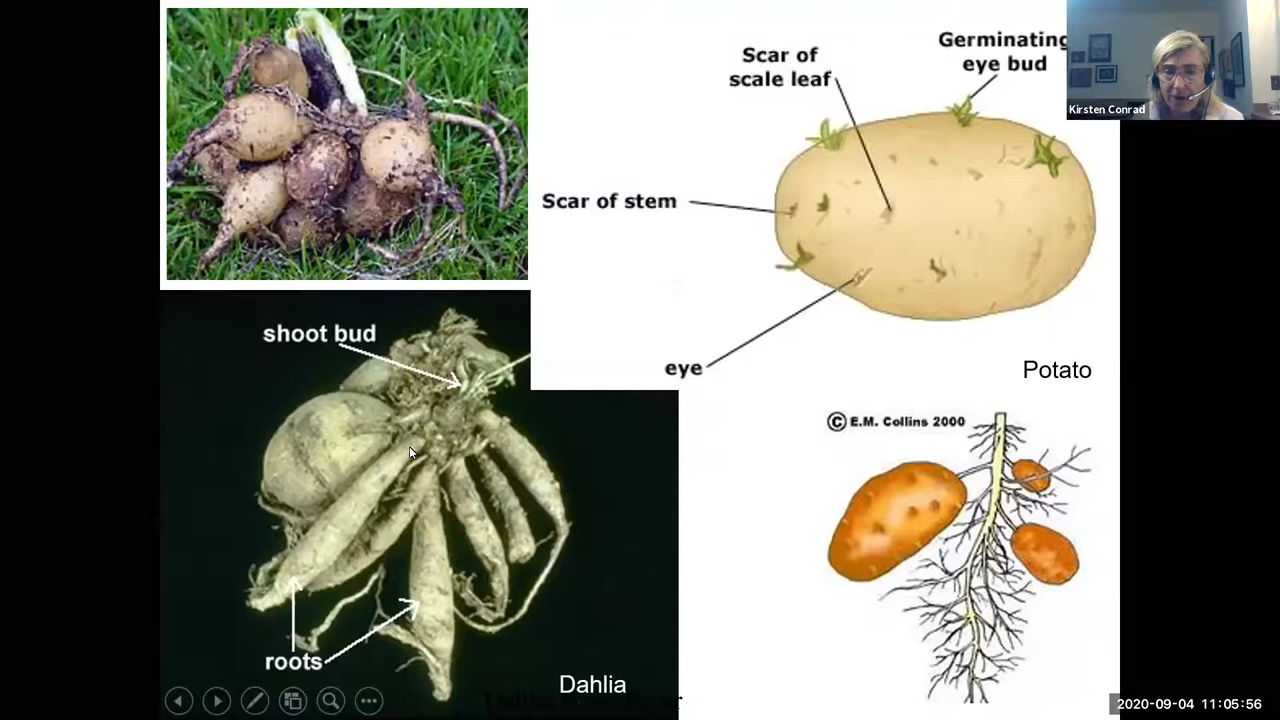 Scar of
scale leaf
Germinating
eye bud
Kirsten Conrad
Scar of stem
eye
Potato
shoot bud
roots
Dahlia
© E.M. Collins 2000
2020-09-04 11:05:56